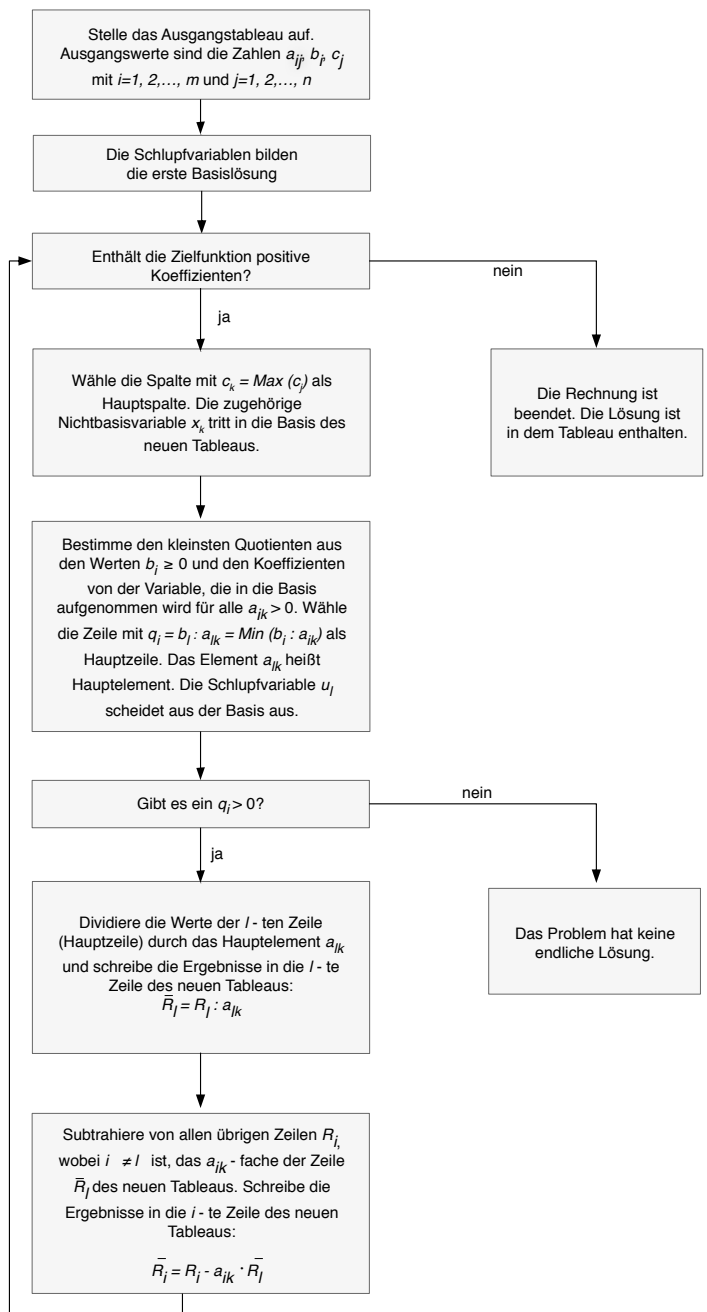 Stelle das Ausgangstableau auf.
Ausgangswerte sind die Zahlen a_ij, b_i, c_j
mit i=1, 2,..., m und j=1, 2,..., n
Die Schlupfvariablen bilden
die erste Basislösung
Enthält die Zielfunktion positive
Koeffizienten?
nein
ja
Wähle die Spalte mit c_k = Max (c_j) als
Hauptspalte. Die zugehörige
Nichtbasisvariable x_k tritt in die Basis des
neuen Tableaus.
Die Rechnung ist
beendet. Die Lösung ist
in dem Tableau enthalten.
Bestimme den kleinsten Quotienten aus
den Werten b_i ≥ 0 und den Koeffizienten
von der Variable, die in die Basis
aufgenommen wird für alle a_ik > 0. Wähle
die Zeile mit q_i = b_l : a_lk = Min (b_i : a_ik) als
Hauptzeile. Das Element a_lk heißt
Hauptelement. Die Schlupfvariable u_l
scheidet aus der Basis aus.
Gibt es ein q_i > 0?
nein
ja
Dividiere die Werte der l - ten Zeile
(Hauptzeile) durch das Hauptelement a_lk
und schreibe die Ergebnisse in die l - te
Zeile des neuen Tableaus:
R̄_l = R_l : a_lk
Das Problem hat keine
endliche Lösung.
Subtrahiere von allen übrigen Zeilen R_i,
wobei i ≠ l ist, das a_ik - fache der Zeile
R̄_l des neuen Tableaus. Schreibe die
Ergebnisse in die i - te Zeile des neuen
Tableaus:
R̄_i = R_i - a_ik · R̄_l